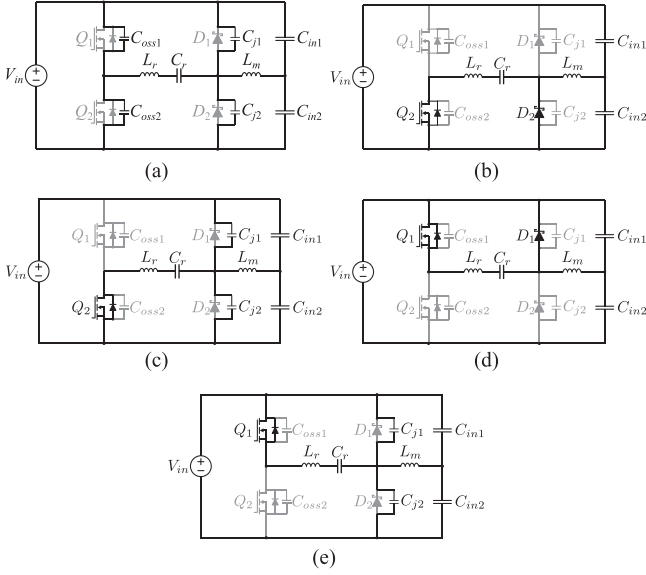 Q1 Coss1 D1 Cj1 Cin1
Vin Lr Cr Lm
Q2 Coss2 D2 Cj2 Cin2
(a)
Q1 Coss1 D1 Cj1 Cin1
Vin Lr Cr Lm
Q2 Coss2 D2 Cj2 Cin2
(b)
Q1 Coss1 D1 Cj1 Cin1
Vin Lr Cr Lm
Q2 Coss2 D2 Cj2 Cin2
(c)
Q1 Coss1 D1 Cj1 Cin1
Vin Lr Cr Lm
Q2 Coss2 D2 Cj2 Cin2
(d)
Q1 Coss1 D1 Cj1 Cin1
Vin Lr Cr Lm
Q2 Coss2 D2 Cj2 Cin2
(e)